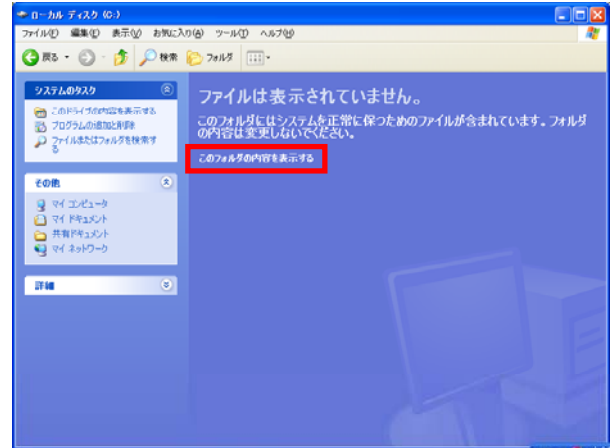 ローカル ディスク (C:)
ファイル(F) 編集(E) 表示(V) お気に入り(A) ツール(T) ヘルプ(H)
戻る 検索 フォルダ
システムのタスク
このドライブの内容を表示する
プログラムの追加と削除
ファイルまたはフォルダを検索す
る
その他
マイ コンピュータ
マイ ドキュメント
共有ドキュメント
マイ ネットワーク
詳細
ファイルは表示されていません。
このフォルダにはシステムを正常に保つためのファイルが含まれています。フォルダ
の内容は変更しないでください。
このフォルダの内容を表示する